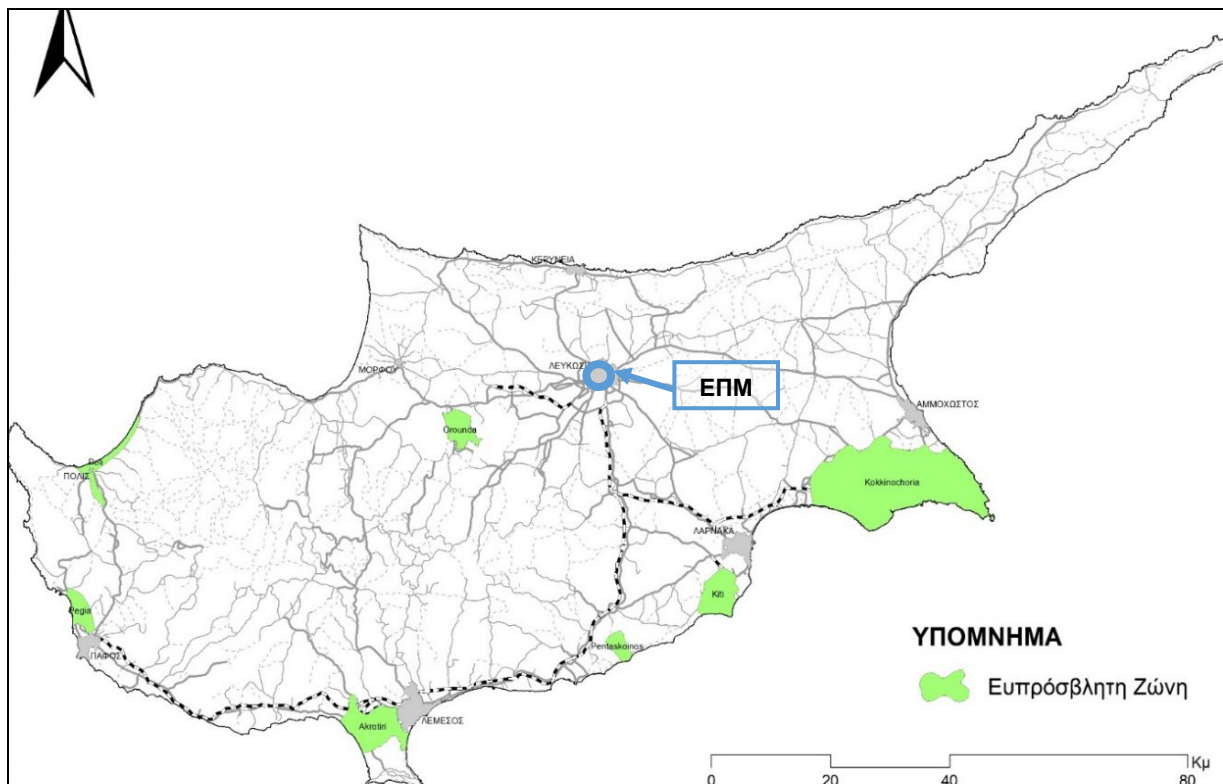 ΚΕΡΥΝΕΙΑ
ΛΕΥΚΩΣΙ
ΜΟΡΦΟΥ
ΕΠΜ
ΑΜΜΟΧΩΣΤΟΣ
Orounda
ΠΟΛΙΣ
Kokkinochoria
ΛΑΡΝΑΚΑ
Kiti
Pegia
ΠΑΦΟΣ
Pentaskoinos
ΥΠΟΜΝΗΜΑ
Ευπρόσβλητη Ζώνη
Akrotiri
ΛΕΜΕΣΟΣ
Κμ
0 20 40 80